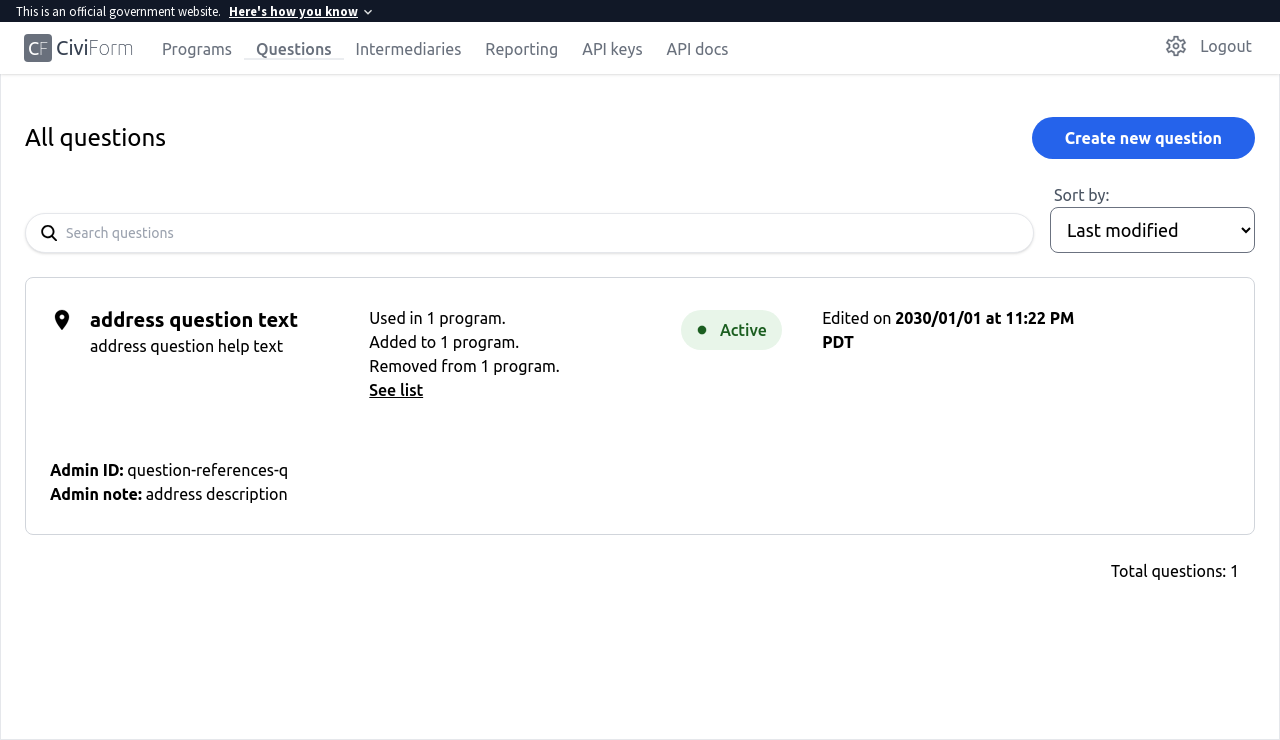 This is an official government website. Here's how you know
CF CiviForm Programs Questions Intermediaries Reporting API keys API docs Logout
All questions
Create new question
Sort by:
Search questions
Last modified
address question text
address question help text
Used in 1 program.
Added to 1 program.
Removed from 1 program.
See list
Active
Edited on 2030/01/01 at 11:22 PM
PDT
Admin ID: question-references-q
Admin note: address description
Total questions: 1